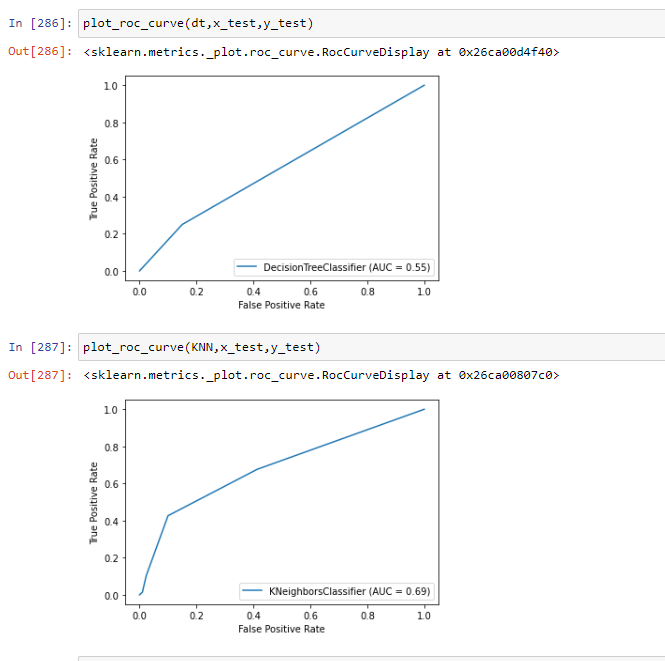 In [286]: plot_roc_curve(dt,x_test,y_test)
Out[286]: <sklearn.metrics._plot.roc_curve.RocCurveDisplay at 0x26ca00d4f40>
1.0
0.8
0.6
0.4
0.2
0.0
True Positive Rate
DecisionTreeClassifier (AUC = 0.55)
0.0 0.2 0.4 0.6 0.8 1.0
False Positive Rate
In [287]: plot_roc_curve(KNN,x_test,y_test)
Out[287]: <sklearn.metrics._plot.roc_curve.RocCurveDisplay at 0x26ca00807c0>
1.0
0.8
0.6
0.4
0.2
0.0
True Positive Rate
KNeighborsClassifier (AUC = 0.69)
0.0 0.2 0.4 0.6 0.8 1.0
False Positive Rate